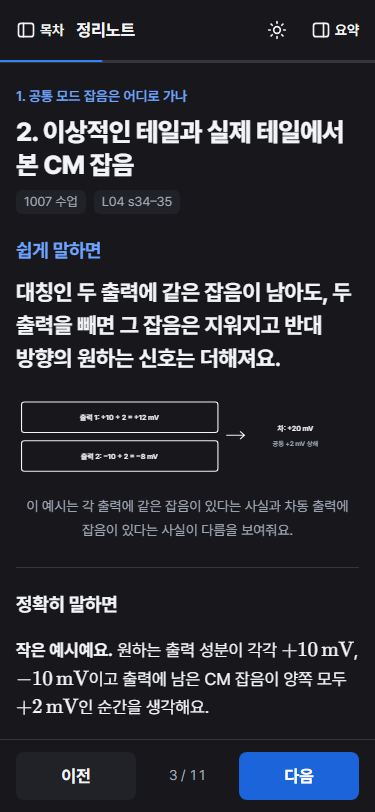 목차 정리노트 요약
1. 공통 모드 잡음은 어디로 가나
2. 이상적인 테일과 실제 테일에서
본 CM 잡음
1007 수업 L04 s34–35
쉽게 말하면
대칭인 두 출력에 같은 잡음이 남아도, 두
출력을 빼면 그 잡음은 지워지고 반대
방향의 원하는 신호는 더해져요.
출력 1: +10 + 2 = +12 mV
출력 2: −10 + 2 = −8 mV
차: +20 mV
공통 +2 mV 상쇄
이 예시는 각 출력에 같은 잡음이 있다는 사실과 차동 출력에
잡음이 있다는 사실이 다름을 보여줘요.
정확히 말하면
작은 예시예요. 원하는 출력 성분이 각각 +10 mV,
−10 mV이고 출력에 남은 CM 잡음이 양쪽 모두
+2 mV인 순간을 생각해요.
이전 3 / 11 다음